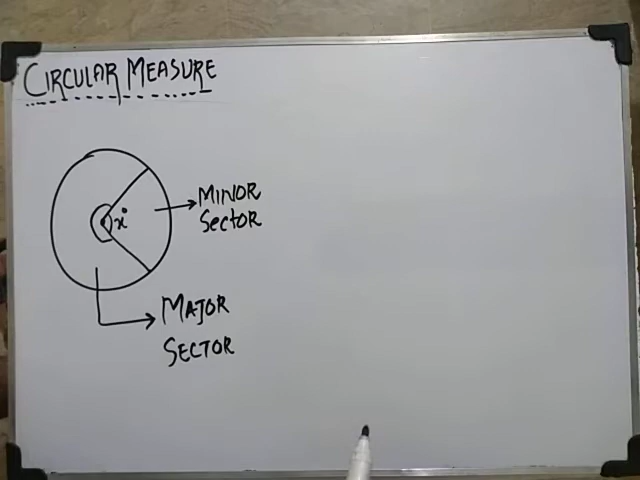 CIRCULAR MEASURE
x°
MINOR
Sector
MAJOR
SECTOR